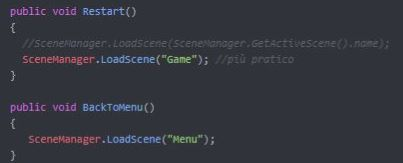 public void Restart()
{
//SceneManager.LoadScene(SceneManager.GetActiveScene().name);
SceneManager.LoadScene("Game"); //più pratico
}
public void BackToMenu()
{
SceneManager.LoadScene("Menu");
}